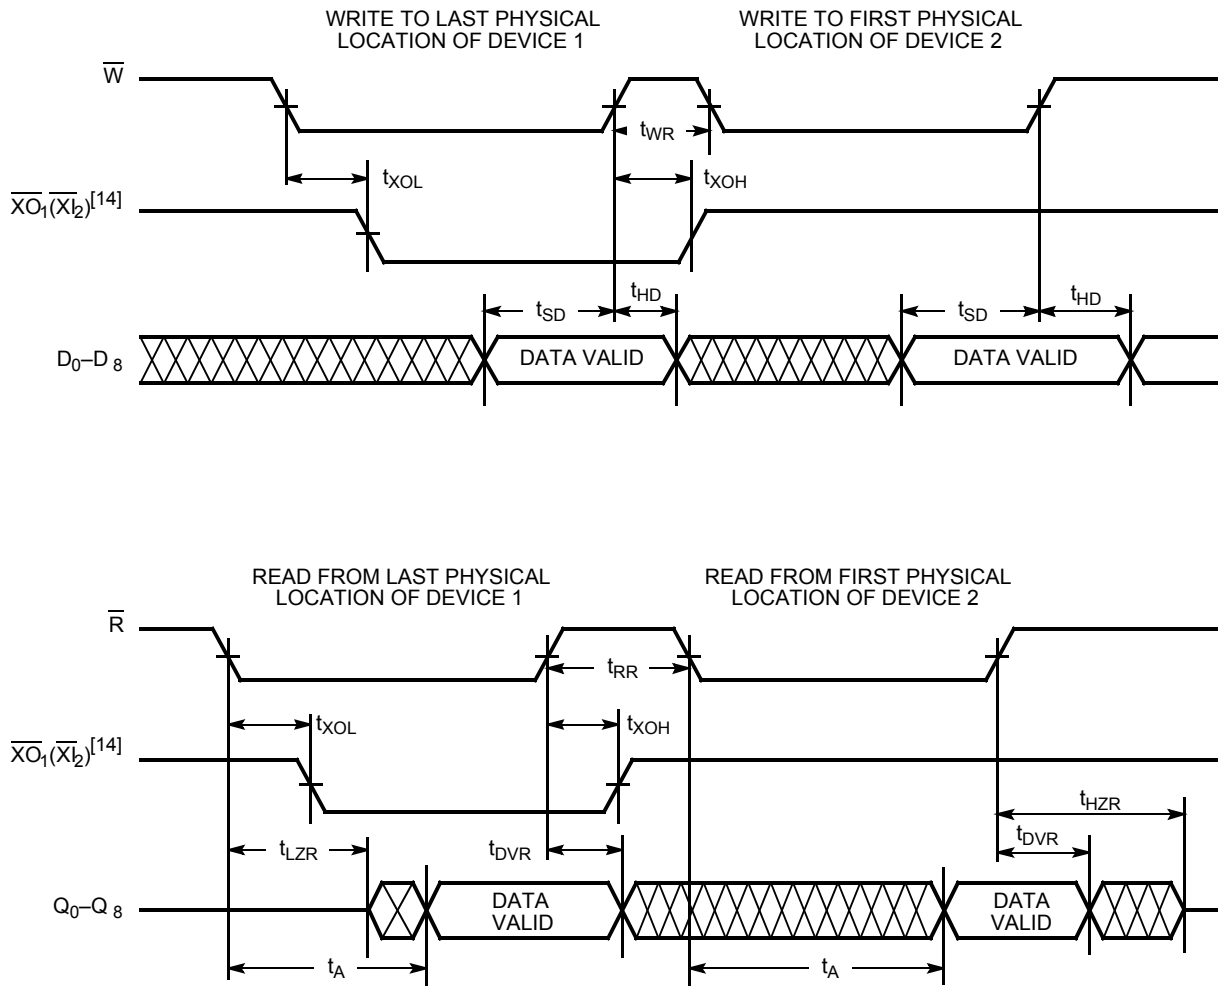 WRITE TO LAST PHYSICAL
LOCATION OF DEVICE 1
WRITE TO FIRST PHYSICAL
LOCATION OF DEVICE 2
W
tWR
tXOL
tXOH
XO1(XI2)[14]
tSD
tHD
tSD
tHD
D0–D 8
DATA VALID
DATA VALID
READ FROM LAST PHYSICAL
LOCATION OF DEVICE 1
READ FROM FIRST PHYSICAL
LOCATION OF DEVICE 2
R
tRR
tXOL
tXOH
XO1(XI2)[14]
tHZR
tLZR
tDVR
tDVR
Q0–Q 8
DATA
VALID
DATA
VALID
tA
tA